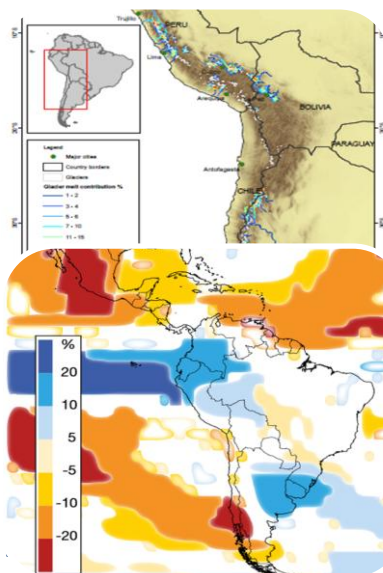 Trujillo
PERU
Lima
Arequipa
BOLIVIA
PARAGUAY
Antofagasta
CHILE
Legend
Major cities
Country borders
Glaciers
Glacier melt contribution %
1 - 2
3 - 4
5 - 6
7 - 10
11 - 15
%
20
10
5
-5
-10
-20